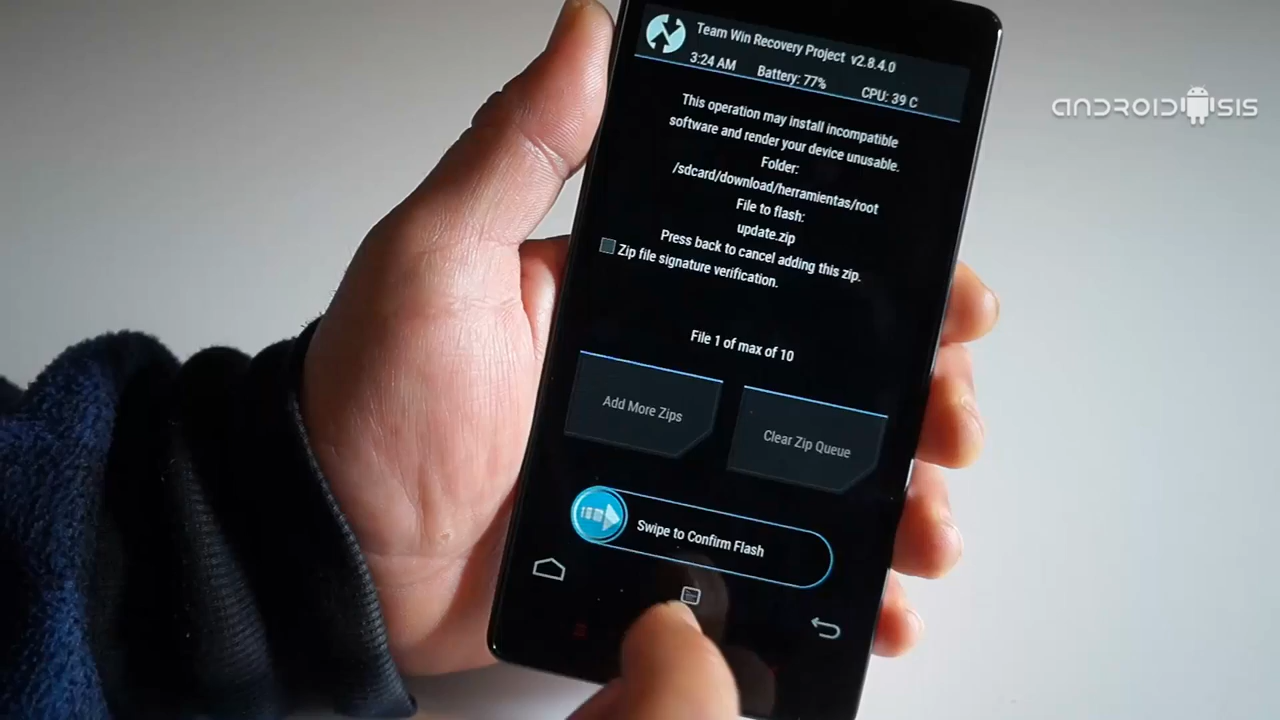 Team Win Recovery Project v2.8.4.0
3:24 AM Battery: 77% CPU: 39 C
ANDROIDSIS
This operation may install incompatible
software and render your device unusable.
Folder:
/sdcard/download/herramientas/root
File to flash:
update.zip
Press back to cancel adding this zip.
Zip file signature verification.
File 1 of max of 10
Add More Zips
Clear Zip Queue
Swipe to Confirm Flash